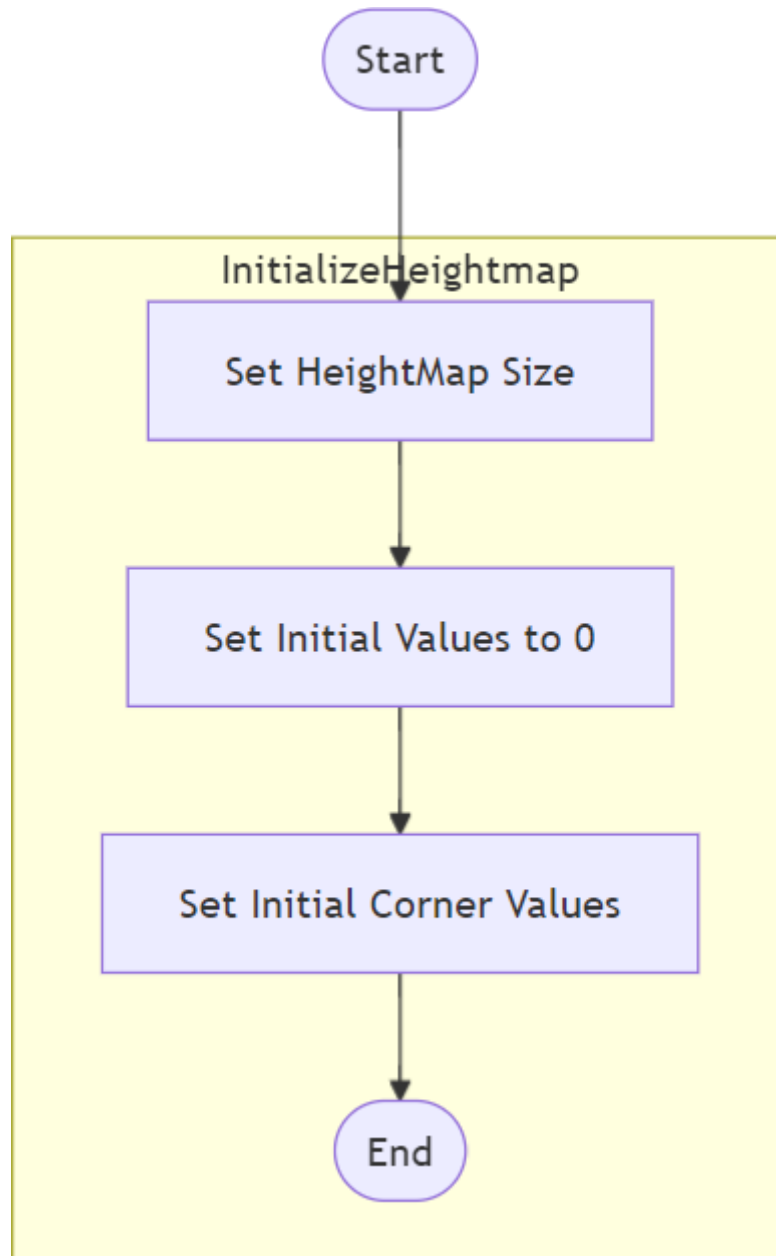 Start
InitializeHeightmap
Set HeightMap Size
Set Initial Values to 0
Set Initial Corner Values
End